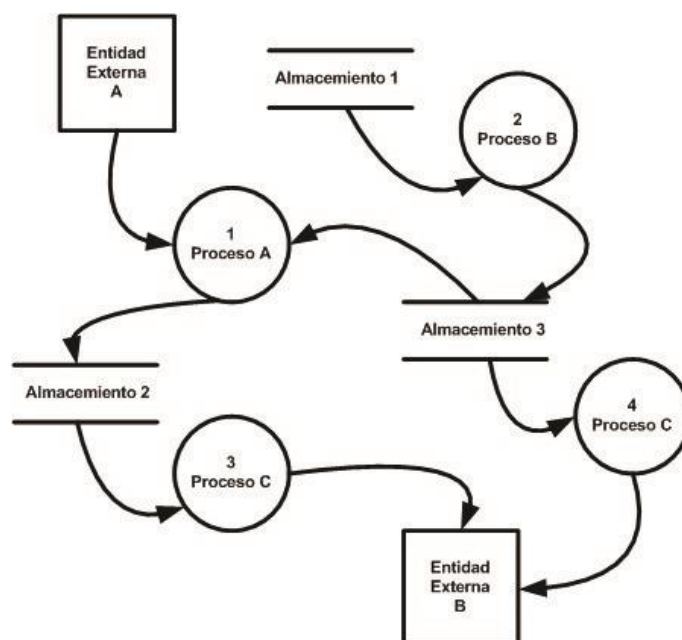 Entidad
Externa
A
Almacemiento 1
2
Proceso B
1
Proceso A
Almacemiento 3
Almacemiento 2
4
Proceso C
3
Proceso C
Entidad
Externa
B